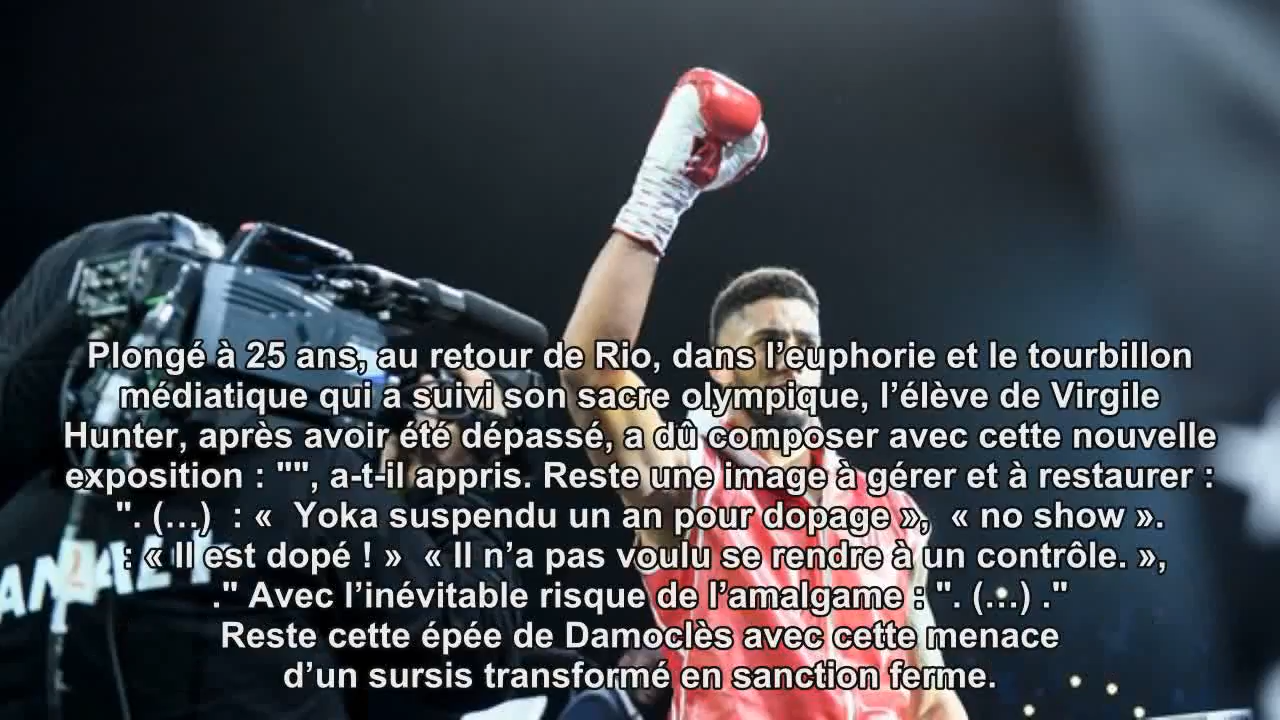 Plongé à 25 ans, au retour de Rio, dans l’euphorie et le tourbillon
médiatique qui a suivi son sacre olympique, l’élève de Virgile
Hunter, après avoir été dépassé, a dû composer avec cette nouvelle
exposition : "", a-t-il appris. Reste une image à gérer et à restaurer :
". (…)  : «  Yoka suspendu un an pour dopage »,  « no show ».
: « Il est dopé ! »  « Il n’a pas voulu se rendre à un contrôle. »,
." Avec l’inévitable risque de l’amalgame : ". (…) ."
Reste cette épée de Damoclès avec cette menace
d’un sursis transformé en sanction ferme.